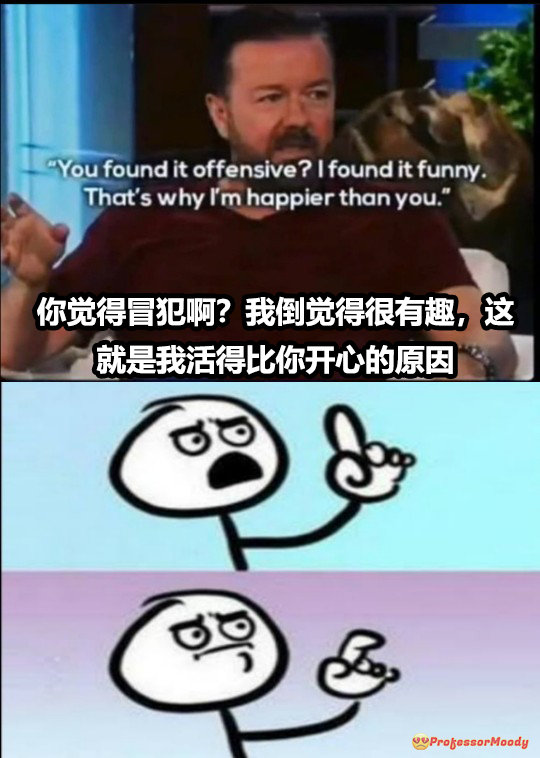 “You found it offensive? I found it funny.
That's why I'm happier than you.”
你觉得冒犯啊？我倒觉得很有趣，这
就是我活得比你开心的原因
ProfessorMoody